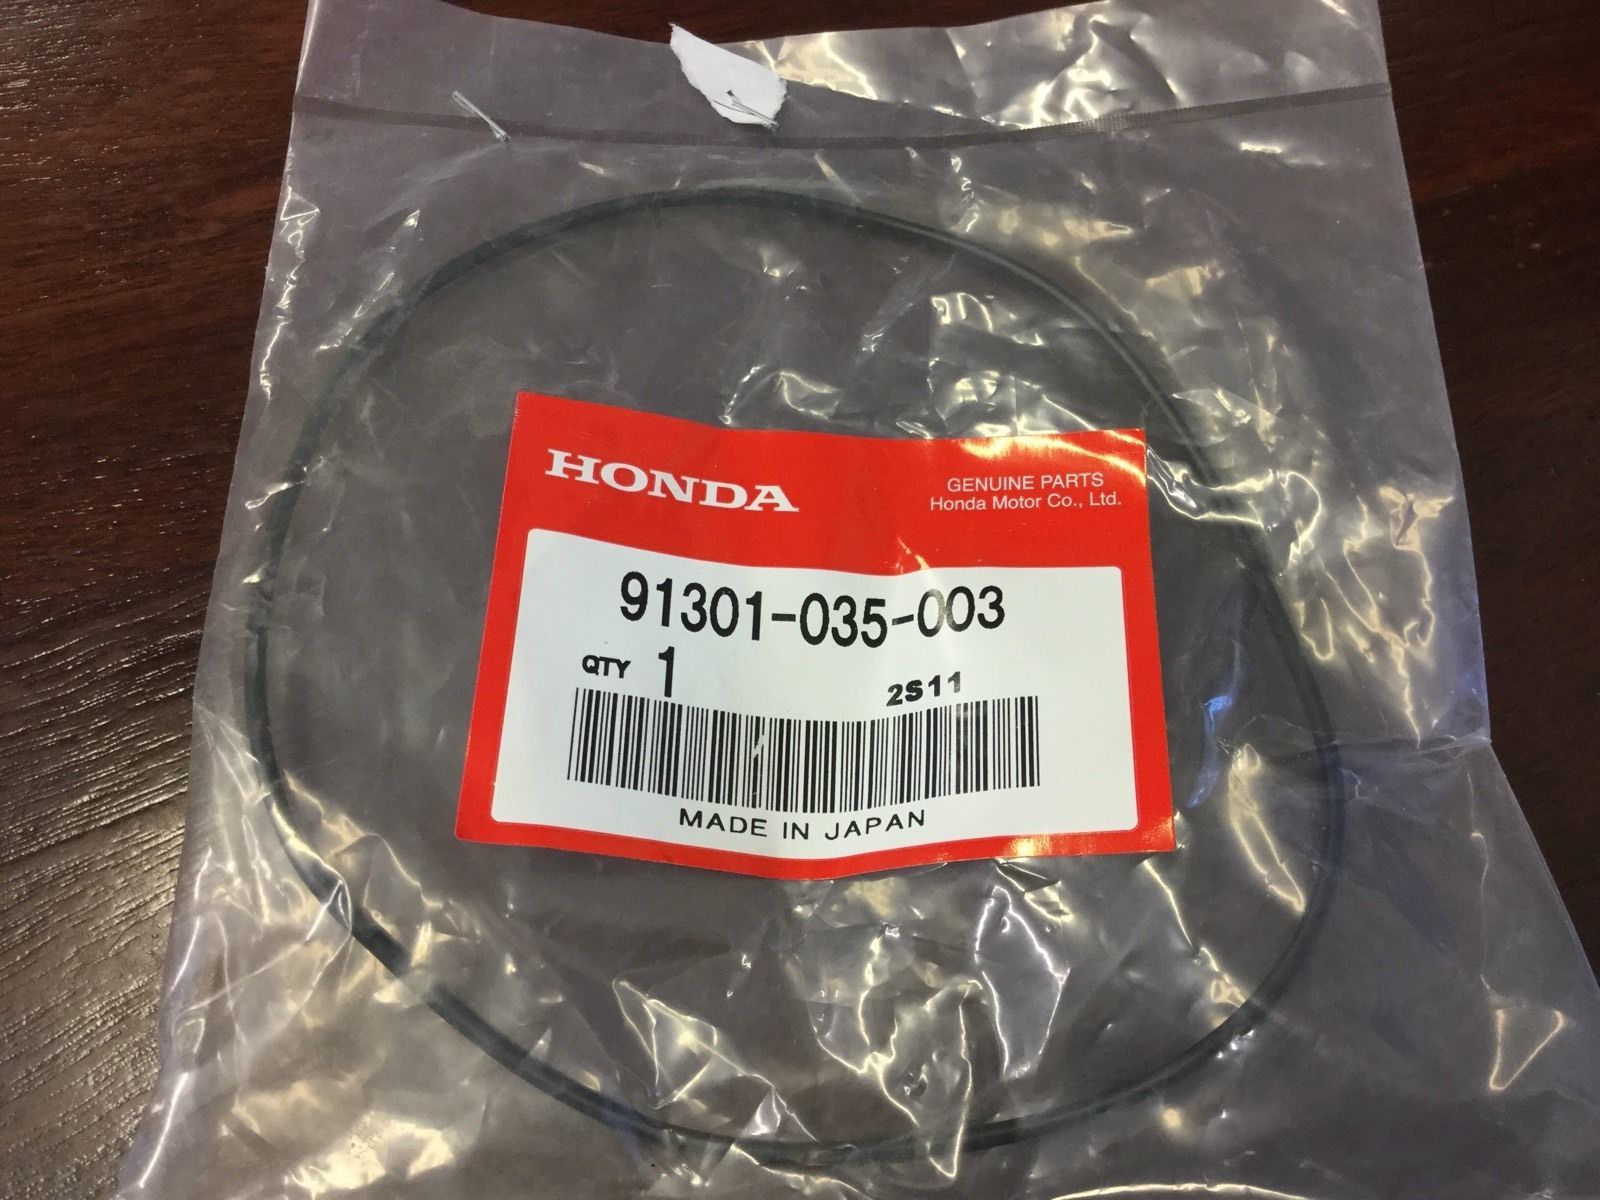 HONDA
GENUINE PARTS
Honda Motor Co., Ltd.
91301-035-003
QTY 1
2S11
MADE IN JAPAN